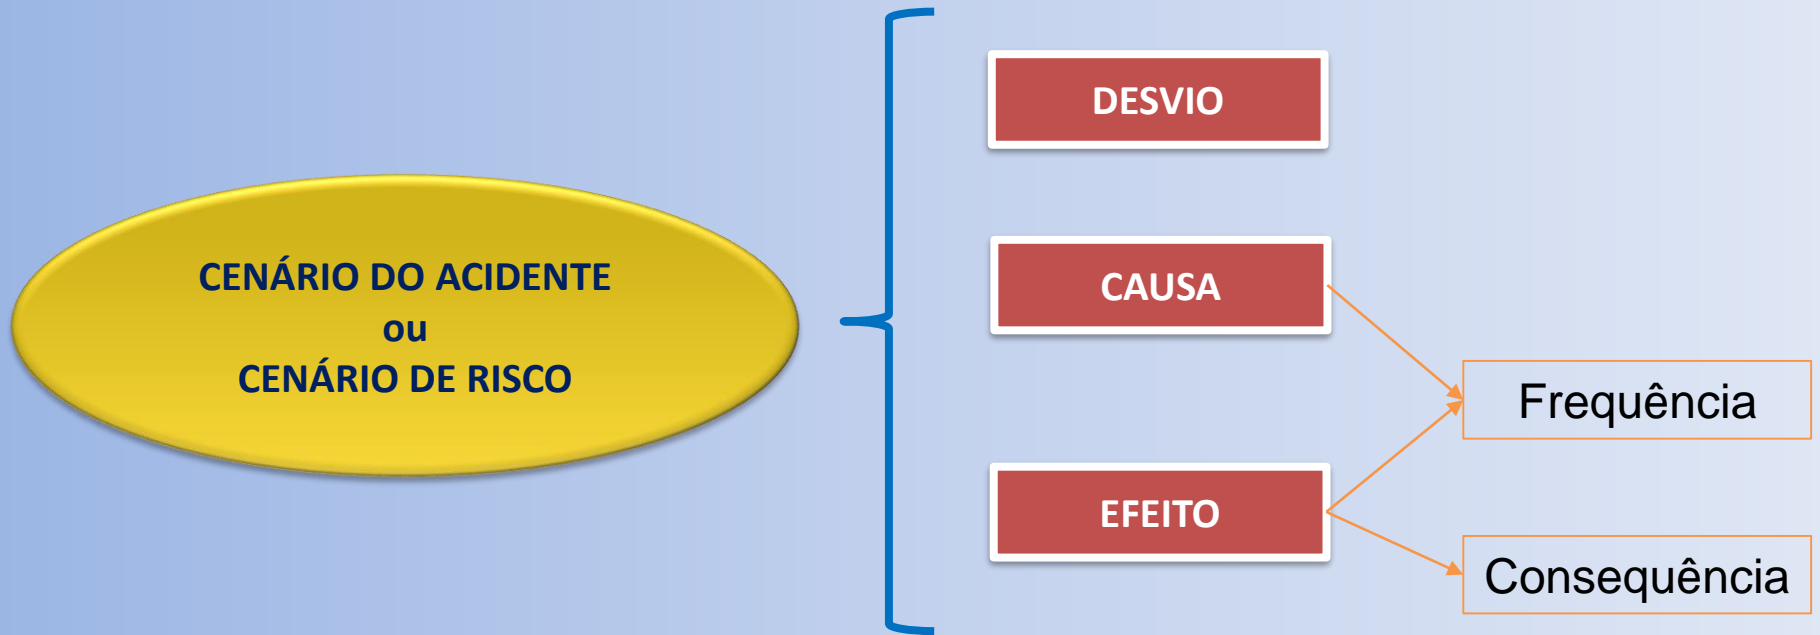 CENÁRIO DO ACIDENTE
ou
CENÁRIO DE RISCO
DESVIO
CAUSA
EFEITO
Frequência
Consequência